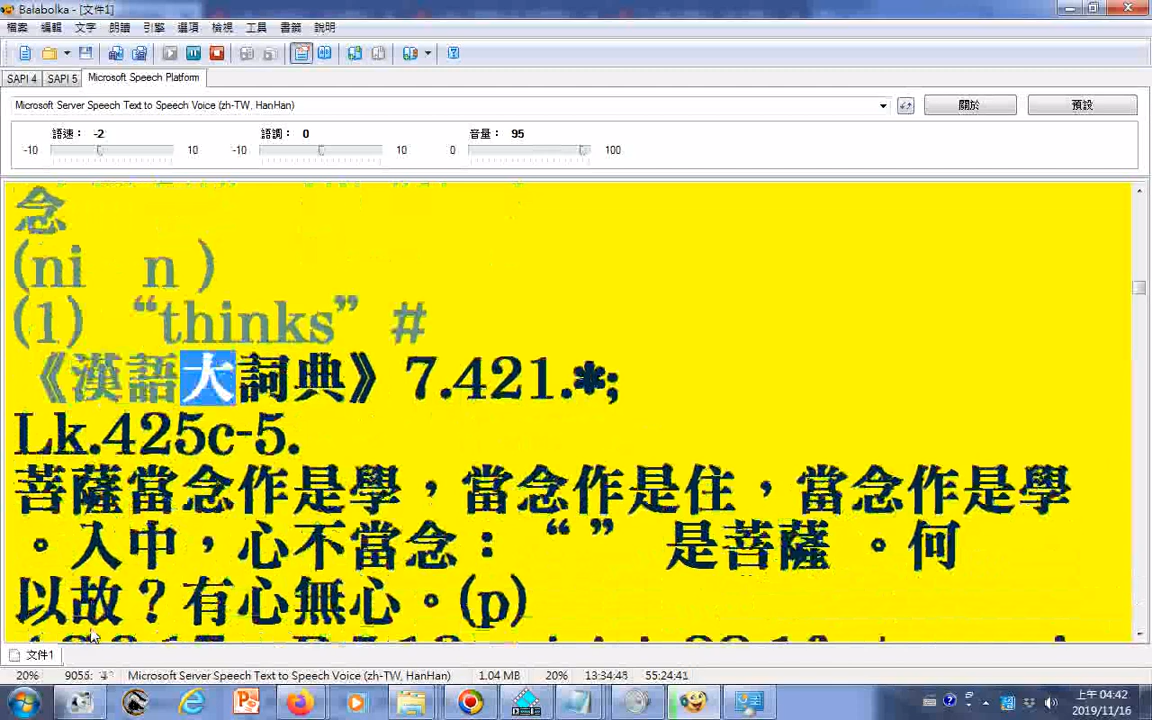 Balabolka - [文件1]
檔案 編輯 文字 朗讀 引擎 選項 檢視 工具 書籤 說明
SAPI 4 SAPI 5 Microsoft Speech Platform
Microsoft Server Speech Text to Speech Voice (zh-TW, HanHan) 關於 預設
語速： -2 語調： 0 音量： 95
-10 10 -10 10 0 100
念
(ni n )
(1) “thinks” #
《漢語大詞典》 7.421.*;
Lk.425c-5.
菩薩當念作是學，當念作是住，當念作是學
。入中，心不當念： “ ” 是菩薩 。何
以故？有心無心。(p)
文件1
20% Microsoft Server Speech Text to Speech Voice (zh-TW, HanHan) 1.04 MB 20% 13:34:43 55:24:41
上午 04:42
2019/11/16